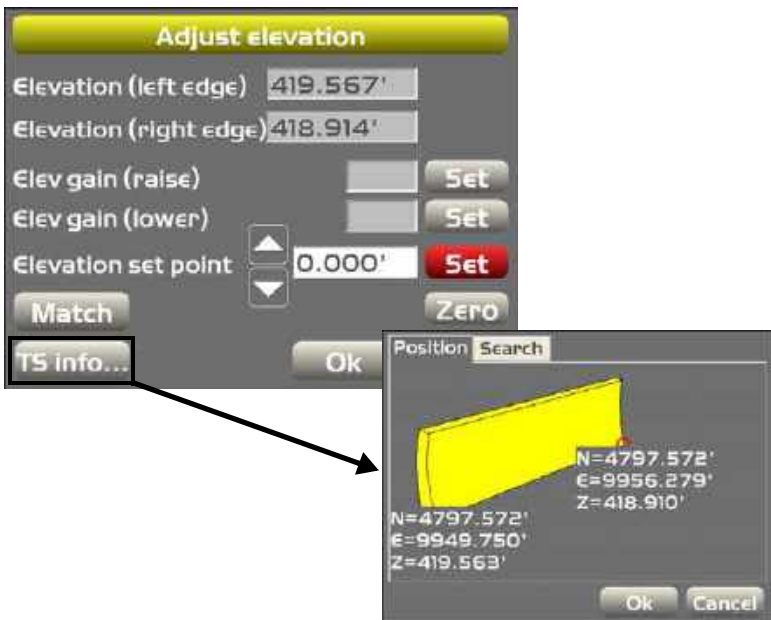 Adjust elevation
Elevation (left edge) 419.567'
Elevation (right edge) 418.914'
Elev gain (raise) Set
Elev gain (lower) Set
Elevation set point 0.000' Set
Match Zero
TS info... Ok
Position Search
N=4797.572'
E=9956.279'
Z=418.910'
N=4797.572'
E=9949.750'
Z=419.563'
Ok Cancel